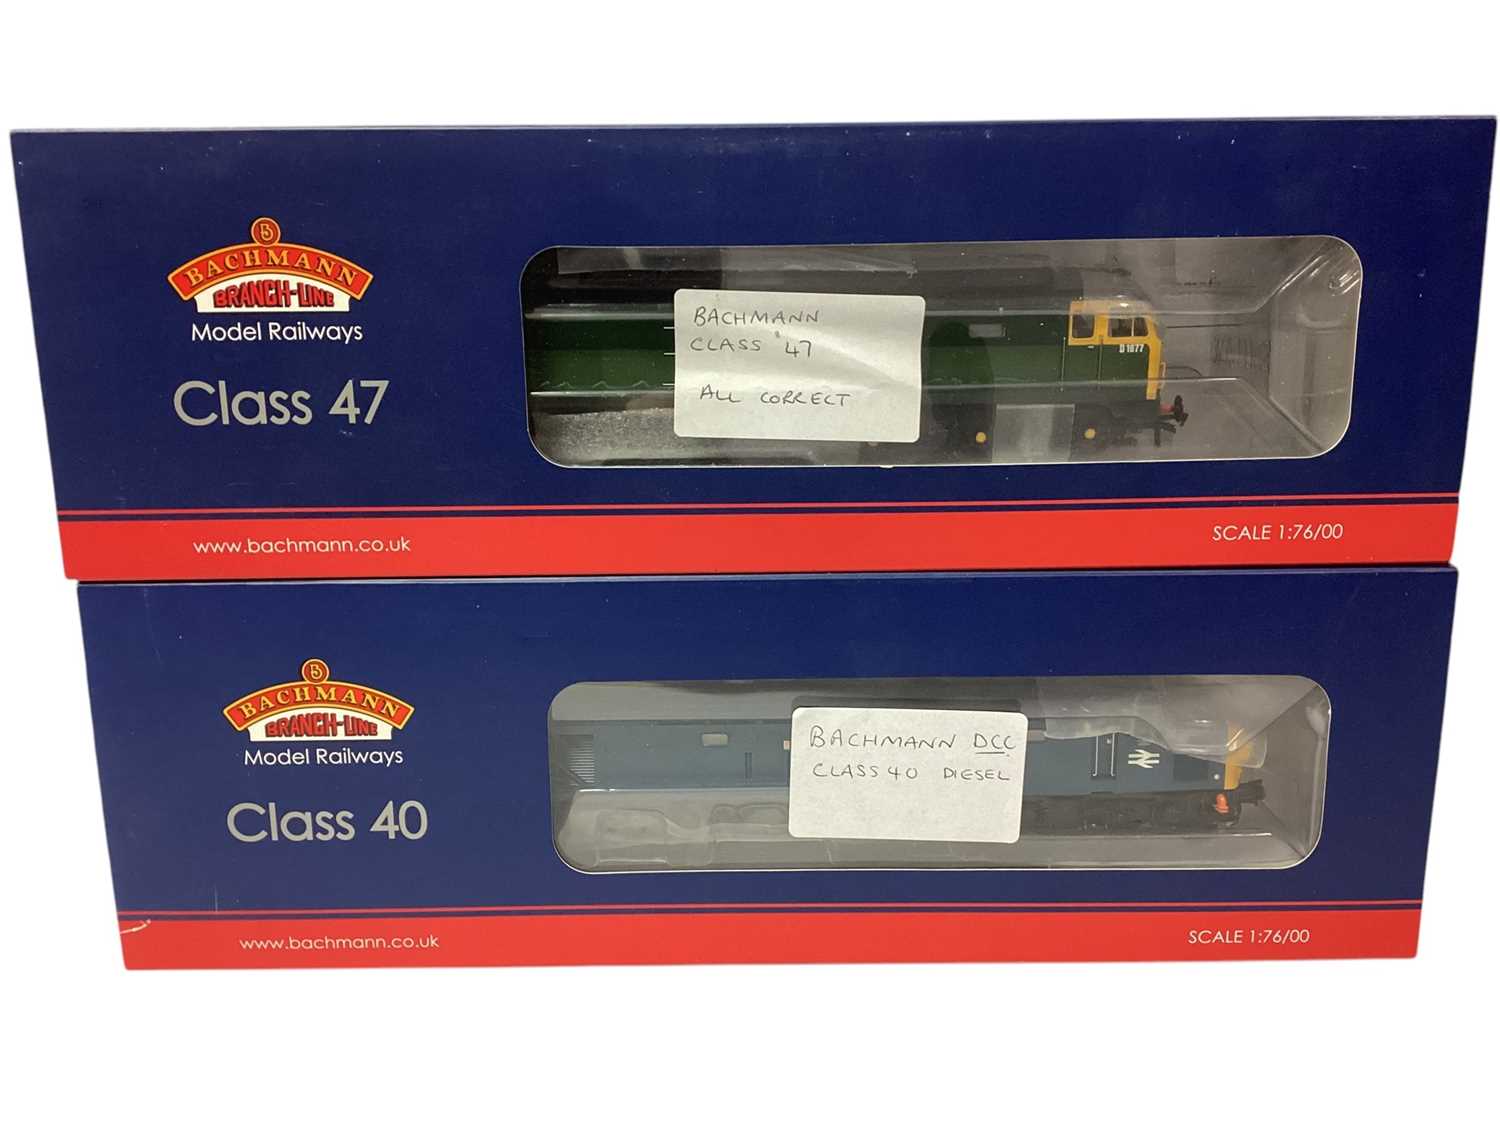 B
BACHMANN
BRANCH-LINE
Model Railways
Class 47
BACHMANN
CLASS 47
ALL CORRECT
D1677
www.bachmann.co.uk
SCALE 1:76/00
B
BACHMANN
BRANCH-LINE
Model Railways
Class 40
BACHMANN DCC
CLASS 40 DIESEL
www.bachmann.co.uk
SCALE 1:76/00